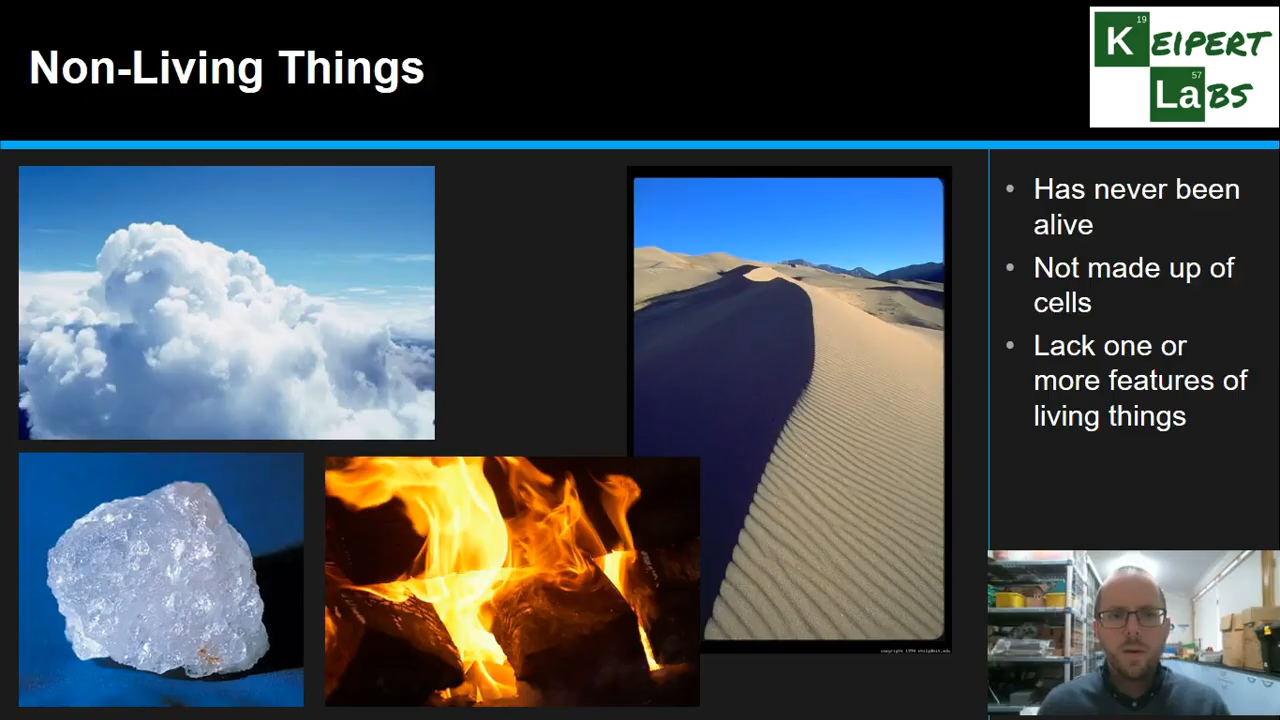 Non-Living Things
19
K EIPERT
57
La BS
Has never been
alive
Not made up of
cells
Lack one or
more features of
living things